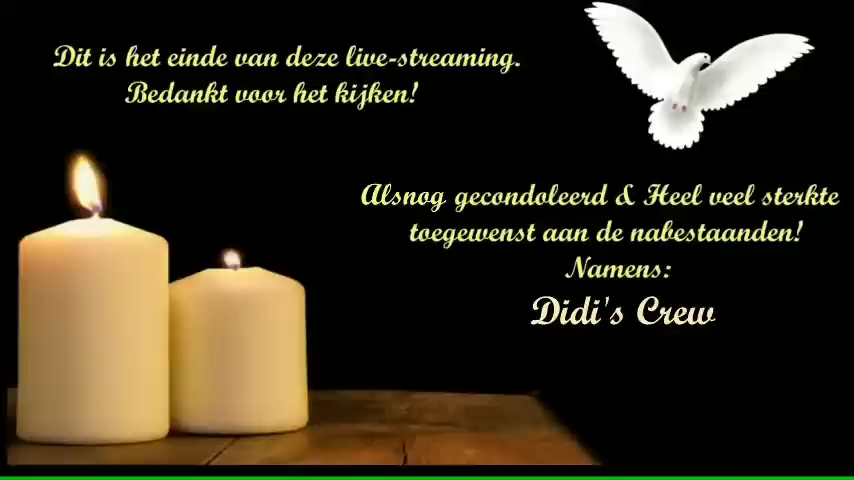 Dit is het einde van deze live-streaming.
Bedankt voor het kijken!
Alsnog gecondoleerd & Heel veel sterkte
toegewenst aan de nabestaanden!
Namens:
Didi's Crew